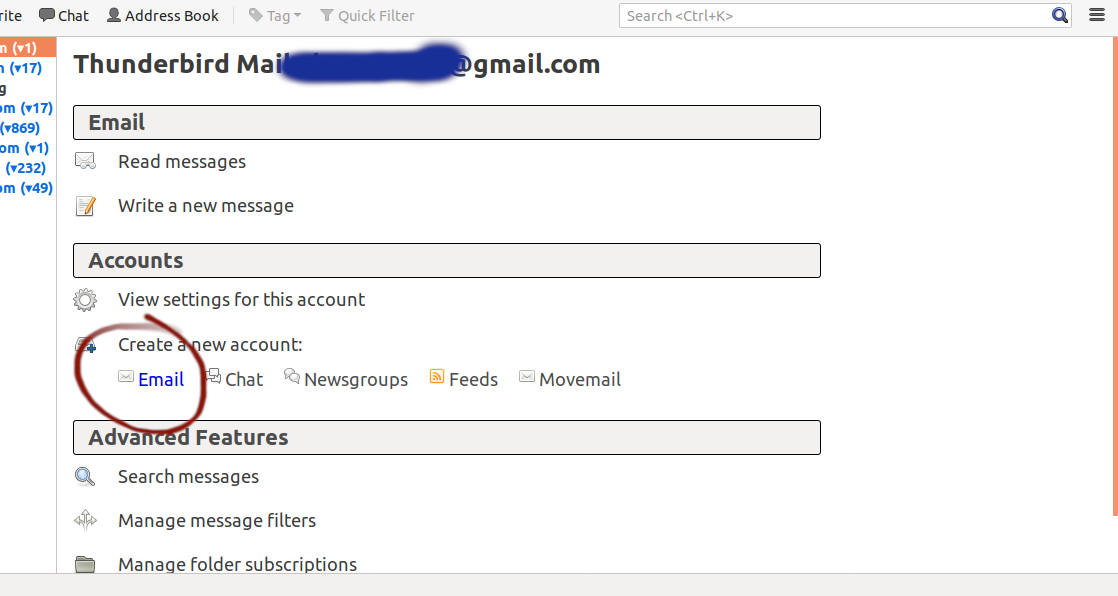 rite Chat Address Book Tag Quick Filter Search <Ctrl+K>
n (▾1)
n (▾17)
g
om (▾17)
(▾869)
om (▾1)
(▾232)
om (▾49)
Thunderbird Mail @gmail.com
Email
Read messages
Write a new message
Accounts
View settings for this account
Create a new account:
Email Chat Newsgroups Feeds Movemail
Advanced Features
Search messages
Manage message filters
Manage folder subscriptions